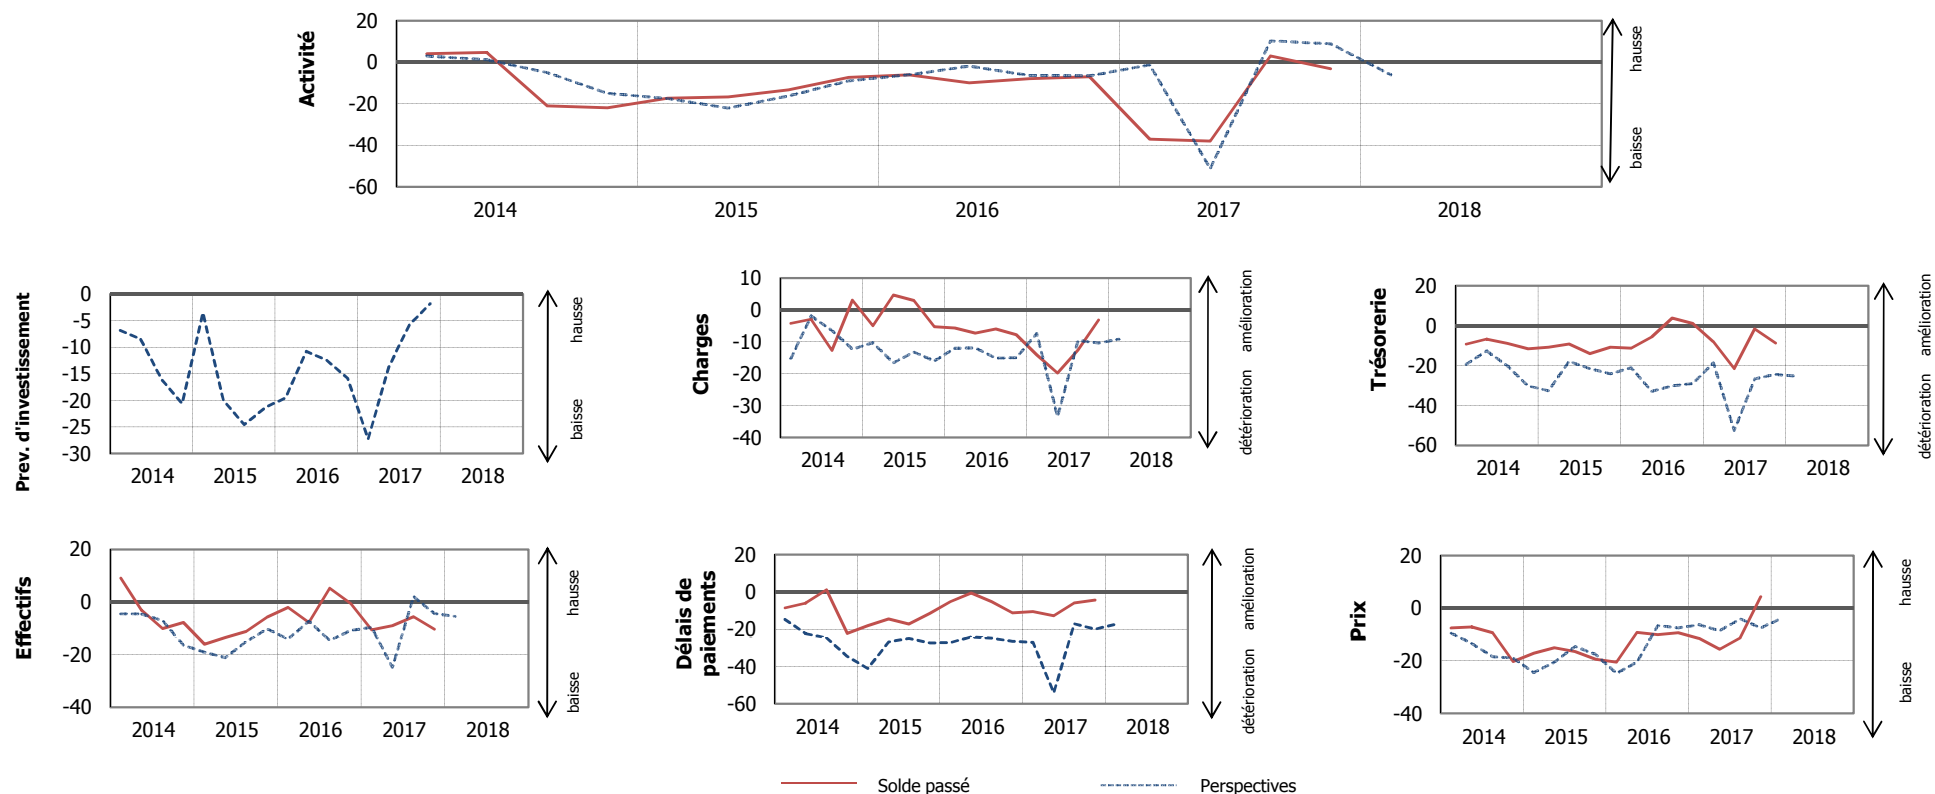 Activité
20
0
-20
-40
-60
2014 2015 2016 2017 2018
hausse
baisse
Prev. d'investissement
0
-5
-10
-15
-20
-25
-30
2014 2015 2016 2017 2018
hausse
baisse
Charges
10
0
-10
-20
-30
-40
2014 2015 2016 2017 2018
amélioration
détérioration
Trésorerie
20
0
-20
-40
-60
2014 2015 2016 2017 2018
amélioration
détérioration
Effectifs
20
0
-20
-40
2014 2015 2016 2017 2018
hausse
baisse
Délais de
paiements
20
0
-20
-40
-60
2014 2015 2016 2017 2018
amélioration
détérioration
Prix
20
0
-20
-40
2014 2015 2016 2017 2018
hausse
baisse
Solde passé Perspectives